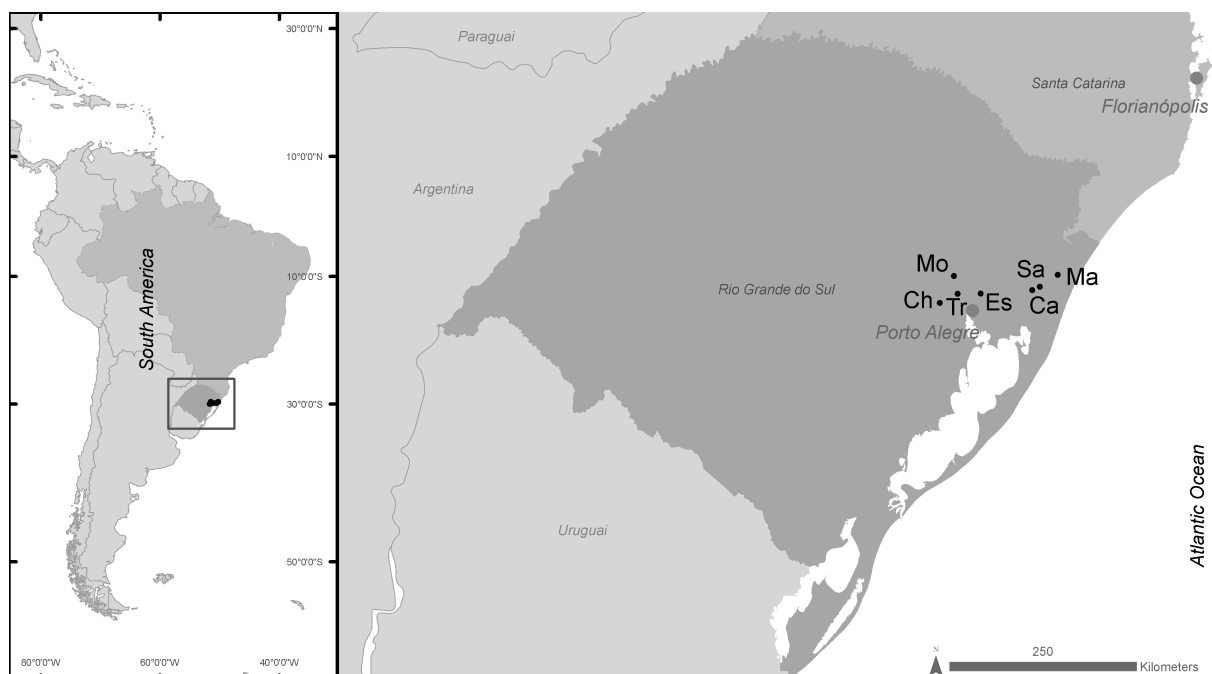 30°0'0"N
10°0'0"N
10°0'0"S
30°0'0"S
50°0'0"S
80°0'0"W
60°0'0"W
40°0'0"W
South America
Paraguai
Santa Catarina
Florianópolis
Argentina
Rio Grande do Sul
Mo
Sa
Ma
Ch
Tr
Es
Ca
Porto Alegre
Uruguai
Atlantic Ocean
N
250
Kilometers